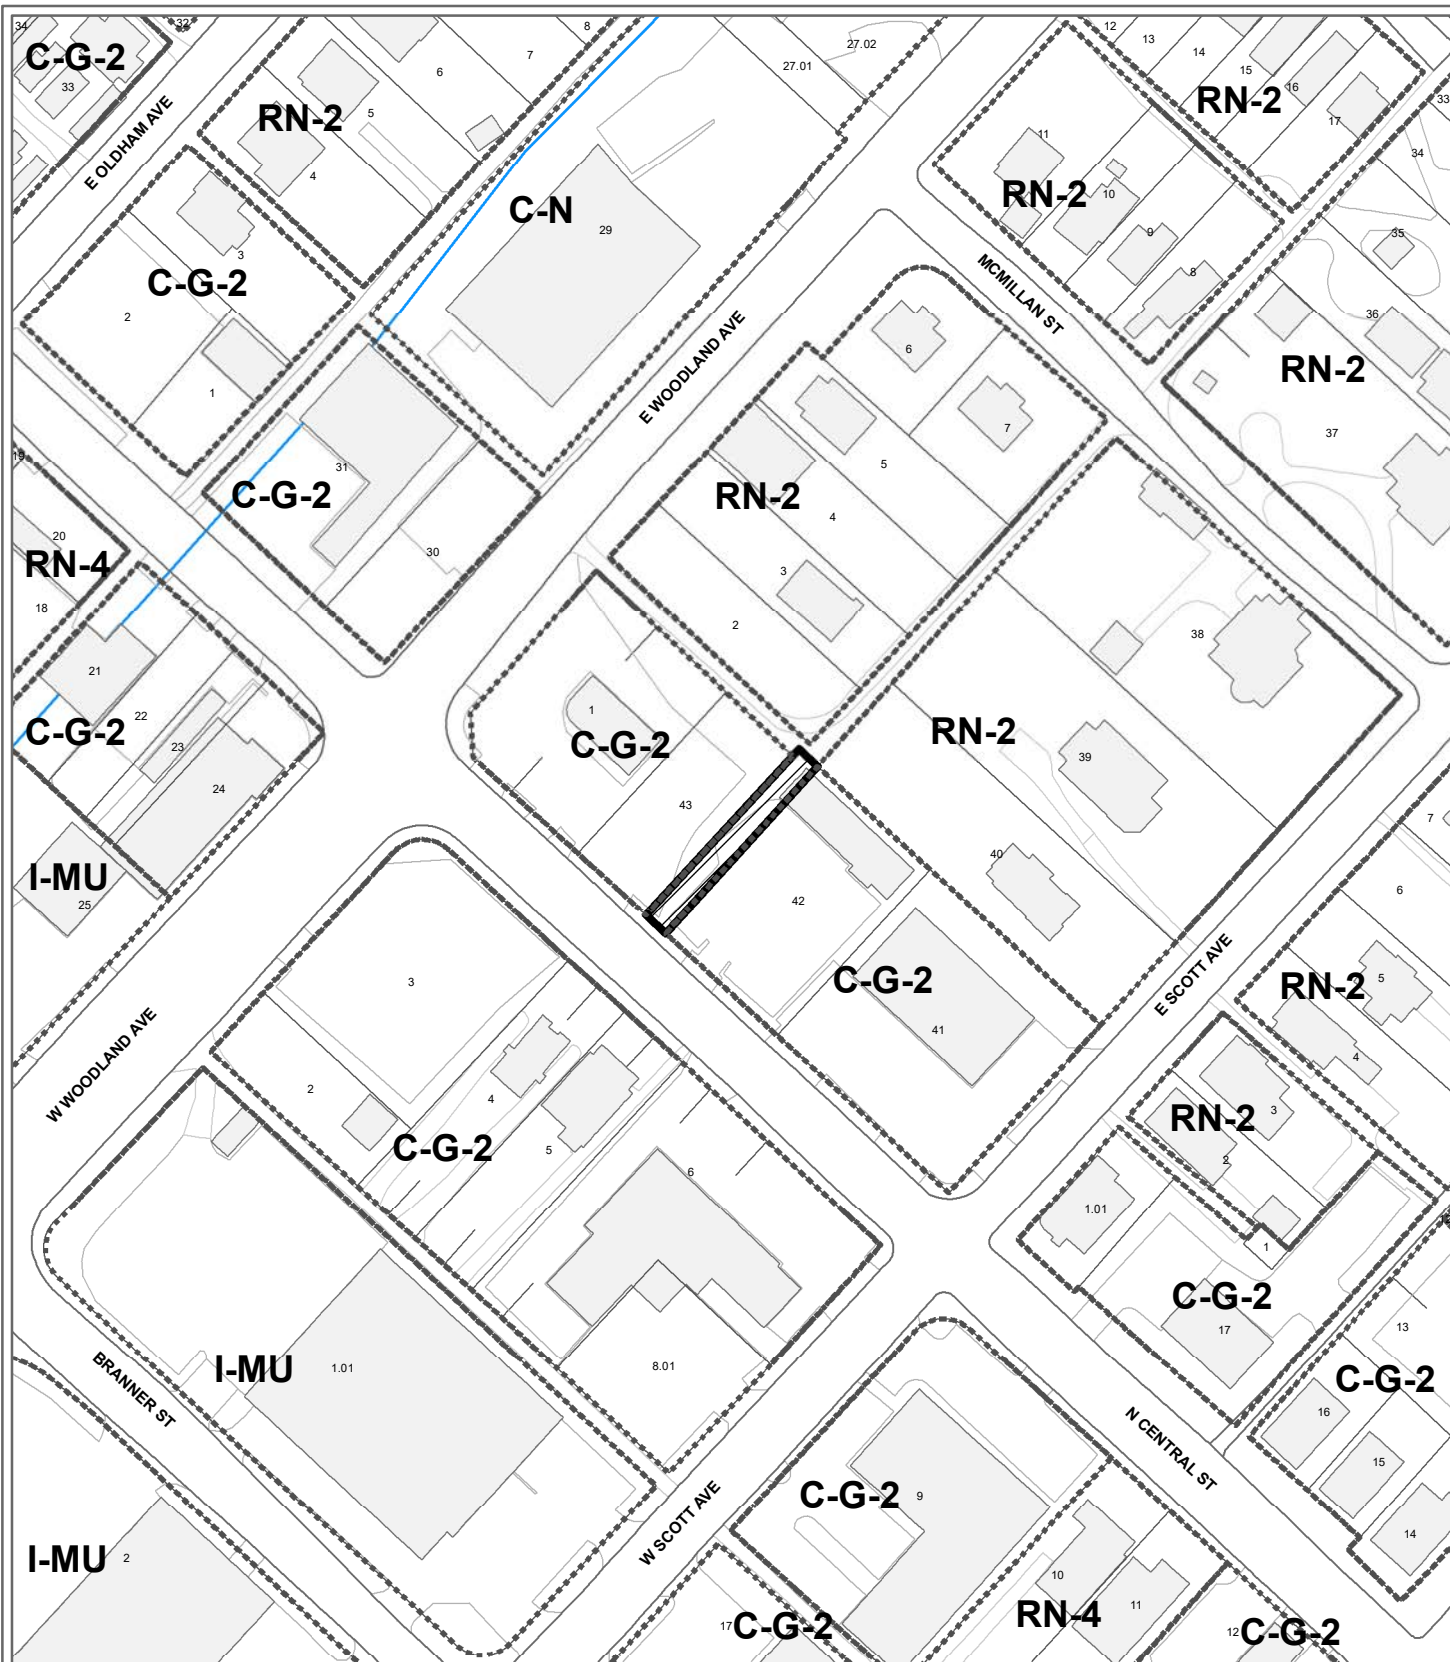 34
32
C-G-2
33
E OLDHAM AVE
8
7
6
5
RN-2
4
27.02
27.01
12
13
14
15
16
RN-2
17
33
34
11
RN-2
10
9
8
35
36
RN-2
37
C-N
29
3
C-G-2
2
1
MCMILLAN ST
E WOODLAND AVE
6
7
5
RN-2
4
3
2
31
C-G-2
30
19
20
RN-4
18
21
22
C-G-2
23
24
I-MU
25
1
C-G-2
43
38
RN-2
39
40
42
C-G-2
41
7
6
E SCOTT AVE
RN-2
5
4
3
RN-2
2
1.01
1
C-G-2
17
13
C-G-2
16
15
14
W WOODLAND AVE
3
2
4
C-G-2
5
6
8.01
I-MU
1.01
BRANNER ST
I-MU
2
W SCOTT AVE
C-G-2
9
N CENTRAL ST
10
RN-4
11
17
C-G-2
12
C-G-2